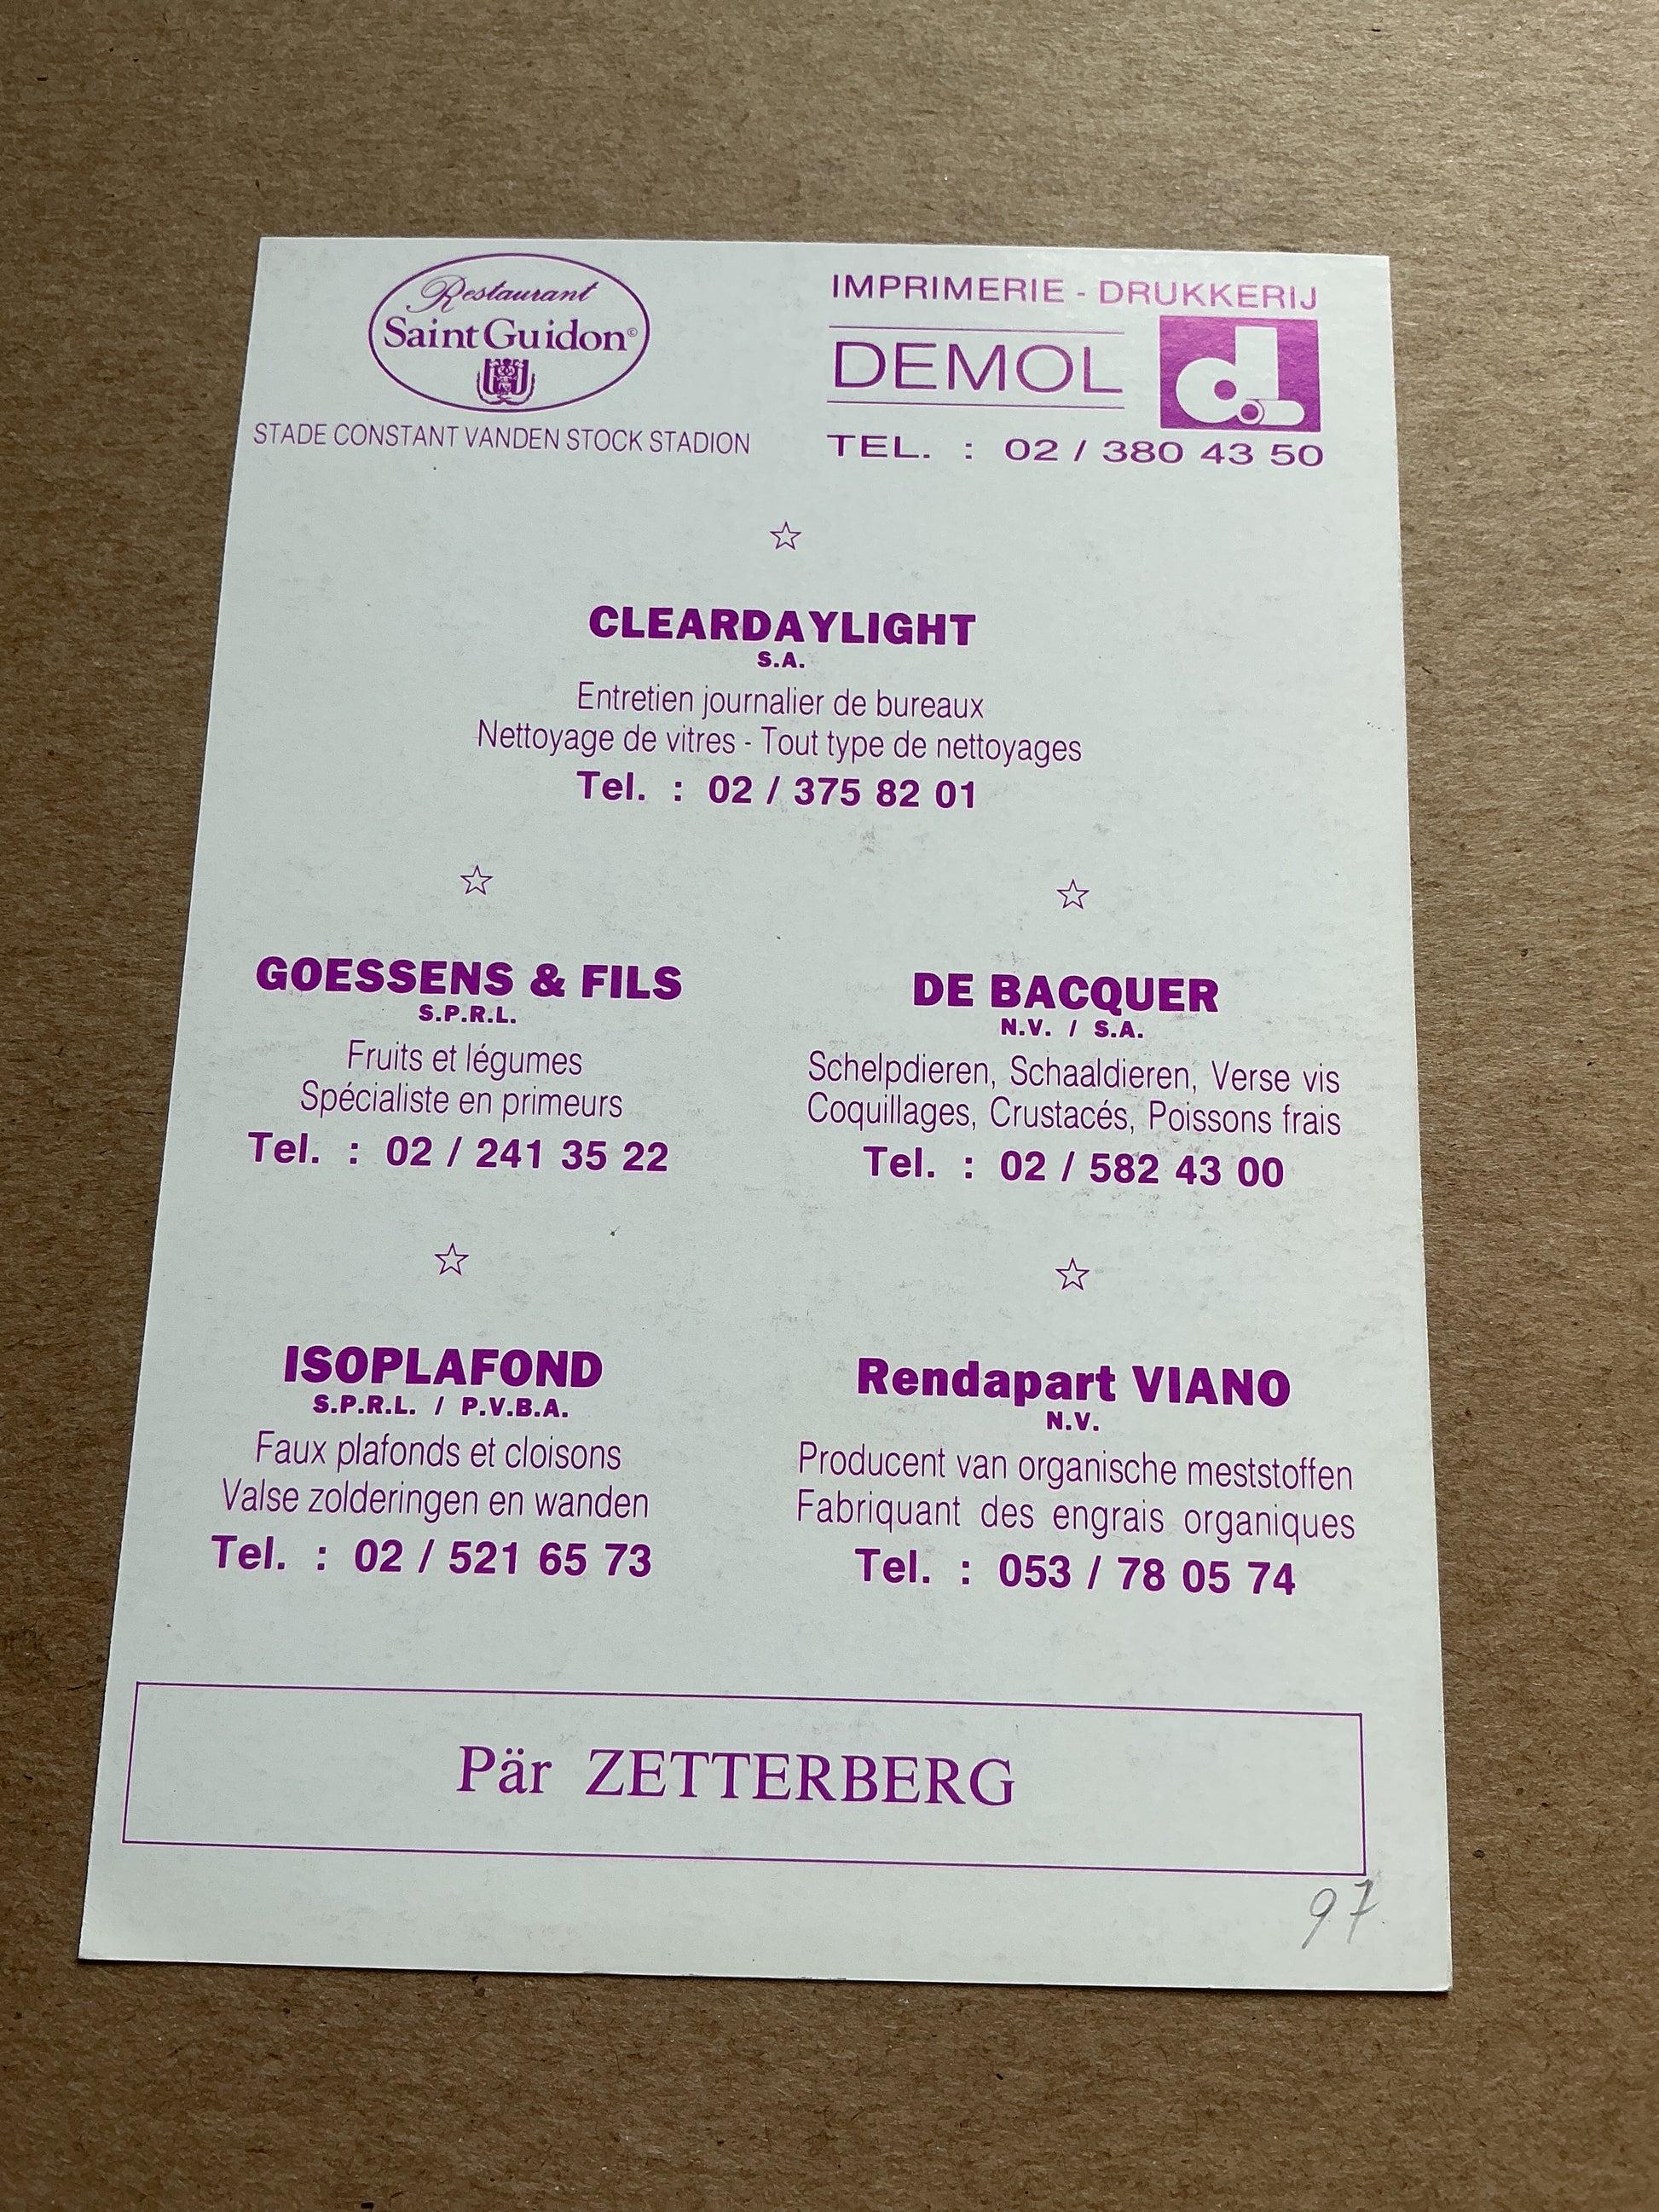 Restaurant
Saint Guidon©
STADE CONSTANT VANDEN STOCK STADION
IMPRIMERIE - DRUKKERIJ
DEMOL
TEL. : 02 / 380 43 50
CLEARDAYLIGHT
S.A.
Entretien journalier de bureaux
Nettoyage de vitres - Tout type de nettoyages
Tel. : 02 / 375 82 01
GOESSENS & FILS
S.P.R.L.
Fruits et légumes
Spécialiste en primeurs
Tel. : 02 / 241 35 22
DE BACQUER
N.V. / S.A.
Schelpdieren, Schaaldieren, Verse vis
Coquillages, Crustacés, Poissons frais
Tel. : 02 / 582 43 00
ISOPLAFOND
S.P.R.L. / P.V.B.A.
Faux plafonds et cloisons
Valse zolderingen en wanden
Tel. : 02 / 521 65 73
Rendapart VIANO
N.V.
Producent van organische meststoffen
Fabriquant des engrais organiques
Tel. : 053 / 78 05 74
Pär ZETTERBERG
97